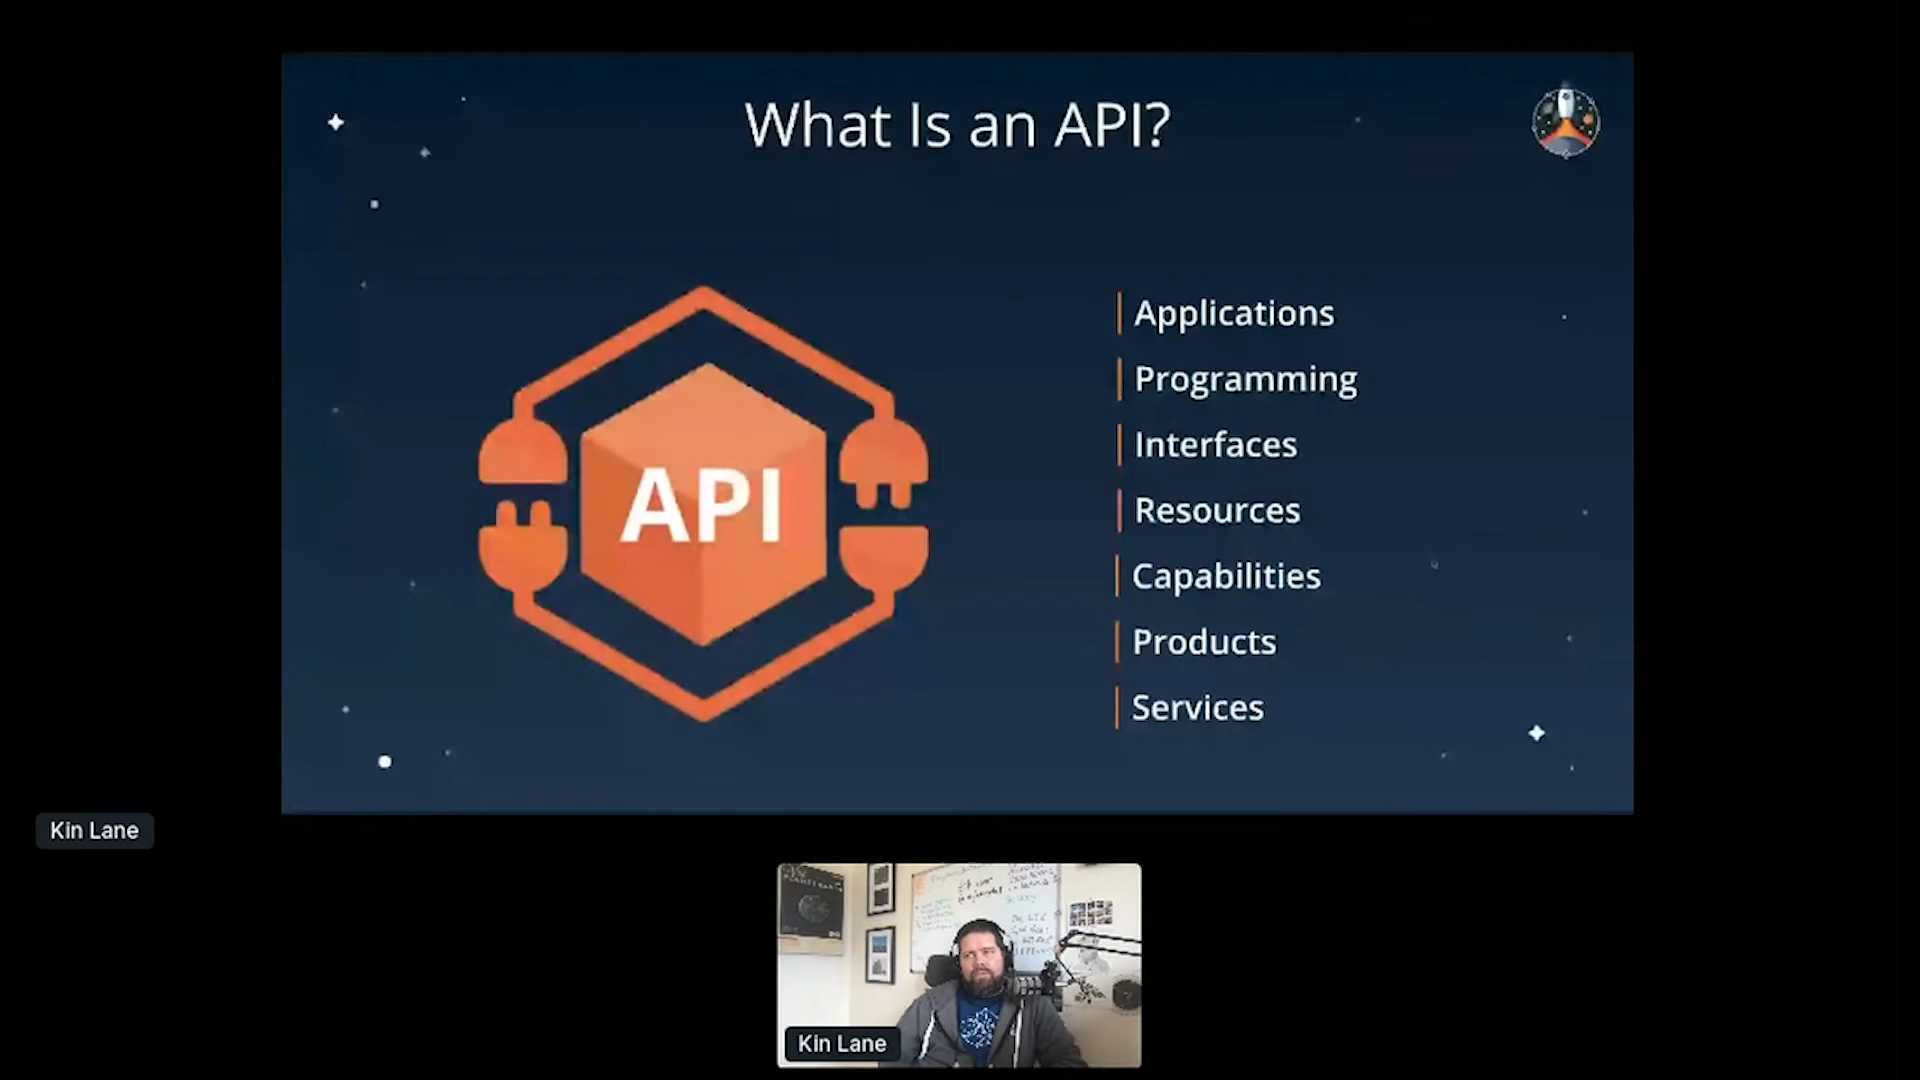 What Is an API?
API
Applications
Programming
Interfaces
Resources
Capabilities
Products
Services
Kin Lane
Kin Lane